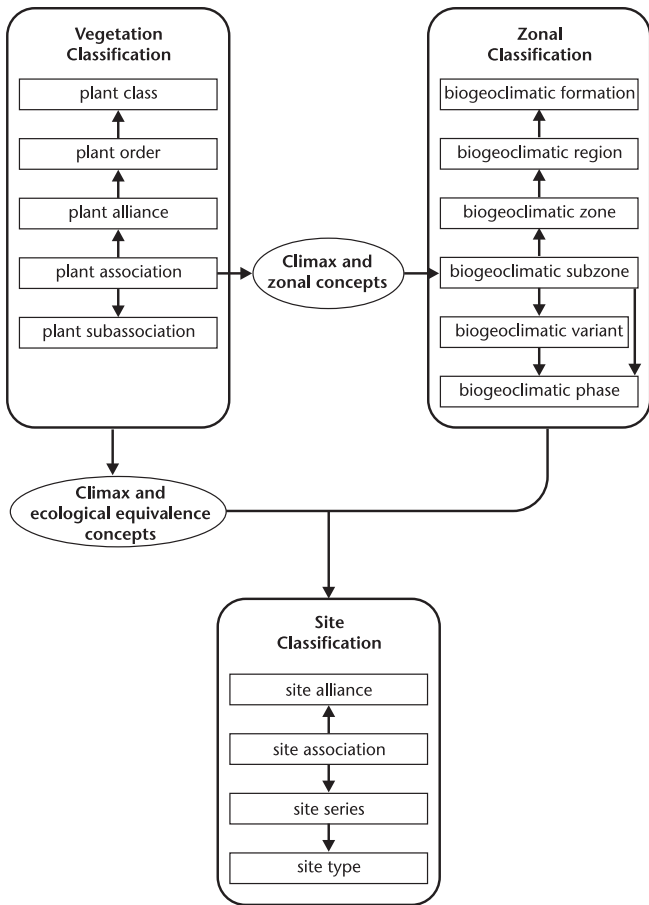 Vegetation
Classification
plant class
plant order
plant alliance
plant association
plant subassociation
Climax and
zonal concepts
Zonal
Classification
biogeoclimatic formation
biogeoclimatic region
biogeoclimatic zone
biogeoclimatic subzone
biogeoclimatic variant
biogeoclimatic phase
Climax and
ecological equivalence
concepts
Site
Classification
site alliance
site association
site series
site type